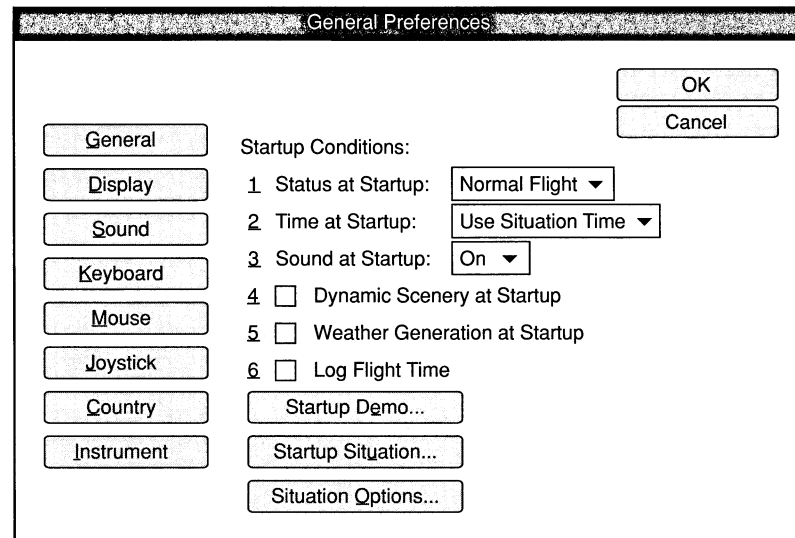 General Preferences
OK
Cancel
General
Display
Sound
Keyboard
Mouse
Joystick
Country
Instrument
Startup Conditions:
1 Status at Startup: Normal Flight
2 Time at Startup: Use Situation Time
3 Sound at Startup: On
4 Dynamic Scenery at Startup
5 Weather Generation at Startup
6 Log Flight Time
Startup Demo...
Startup Situation...
Situation Options...